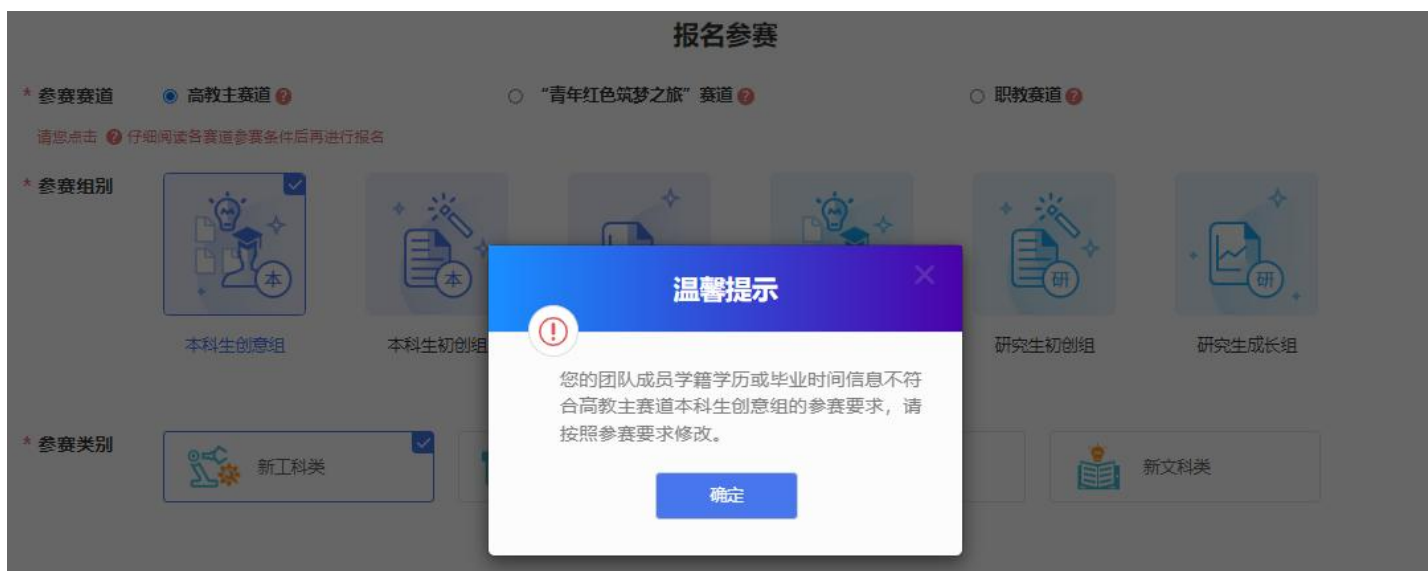 报名参赛
* 参赛赛道 高教主赛道 ? “青年红色筑梦之旅” 赛道 ? 职教赛道 ?
请您点击 ? 仔细阅读各赛道参赛条件后再进行报名
* 参赛组别
本 本 研 研
本科生创意组 本科生初创组 研究生初创组 研究生成长组
温馨提示
您的团队成员学籍学历或毕业时间信息不符
合高教主赛道本科生创意组的参赛要求，请
按照参赛要求修改。
* 参赛类别 新工科类 新文科类
确定